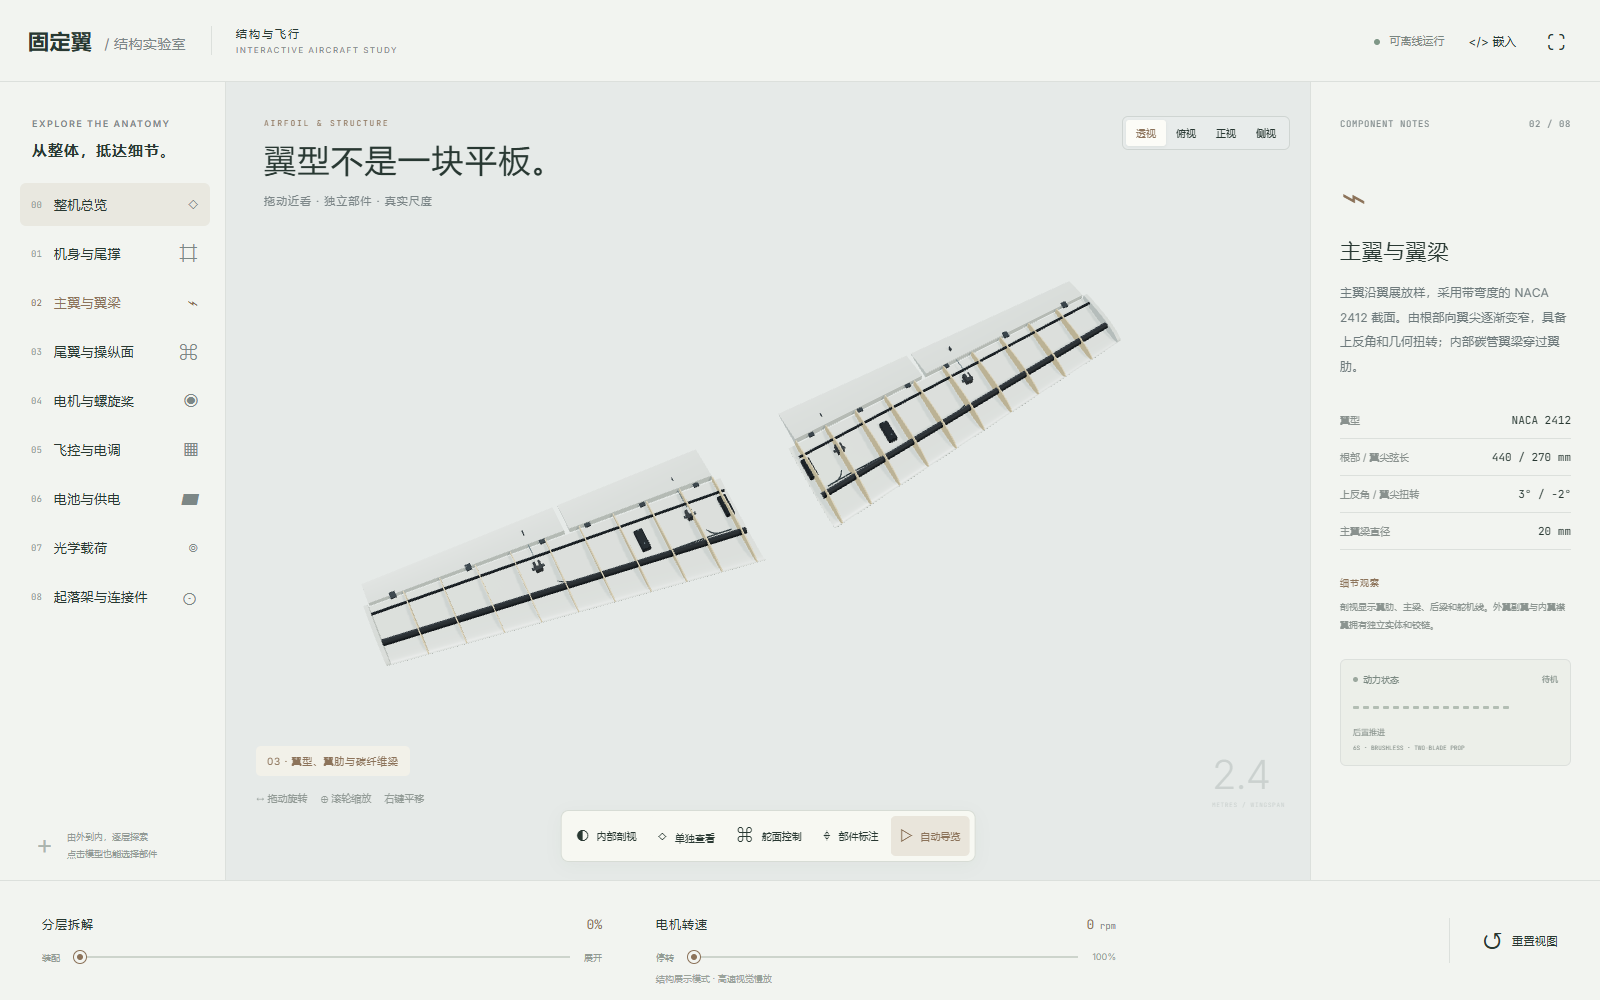 固定翼 / 结构实验室
结构与飞行
INTERACTIVE AIRCRAFT STUDY
可离线运行
</> 嵌入
EXPLORE THE ANATOMY
从整体，抵达细节。
00 整机总览
01 机身与尾撑
02 主翼与翼梁
03 尾翼与操纵面
04 电机与螺旋桨
05 飞控与电调
06 电池与供电
07 光学载荷
08 起落架与连接件
由外到内，逐层探索
点击模型也能选择部件
AIRFOIL & STRUCTURE
翼型不是一块平板。
拖动近看 · 独立部件 · 真实尺度
透视 俯视 正视 侧视
03 · 翼型、翼肋与碳纤维梁
↔ 拖动旋转 ⊕ 滚轮缩放 右键平移
2.4
METRES / WINGSPAN
内部剖视 单独查看 舵面控制 部件标注 自动导览
COMPONENT NOTES 02 / 08
主翼与翼梁
主翼沿翼展放样，采用带弯度的 NACA
2412 截面。由根部向翼尖逐渐变窄，具备
上反角和几何扭转；内部碳管翼梁穿过翼
肋。
翼型 NACA 2412
根部 / 翼尖弦长 440 / 270 mm
上反角 / 翼尖扭转 3° / -2°
主翼梁直径 20 mm
细节观察
剖视显示翼肋、主梁、后梁和舵机线。外翼副翼与内翼襟
翼拥有独立实体和铰链。
动力状态 待机
后置推进
6S · BRUSHLESS · TWO BLADE PROP
分层拆解 0%
装配 展开
电机转速 0 rpm
停转 100%
结构展示模式 · 高速视觉慢放
重置视图